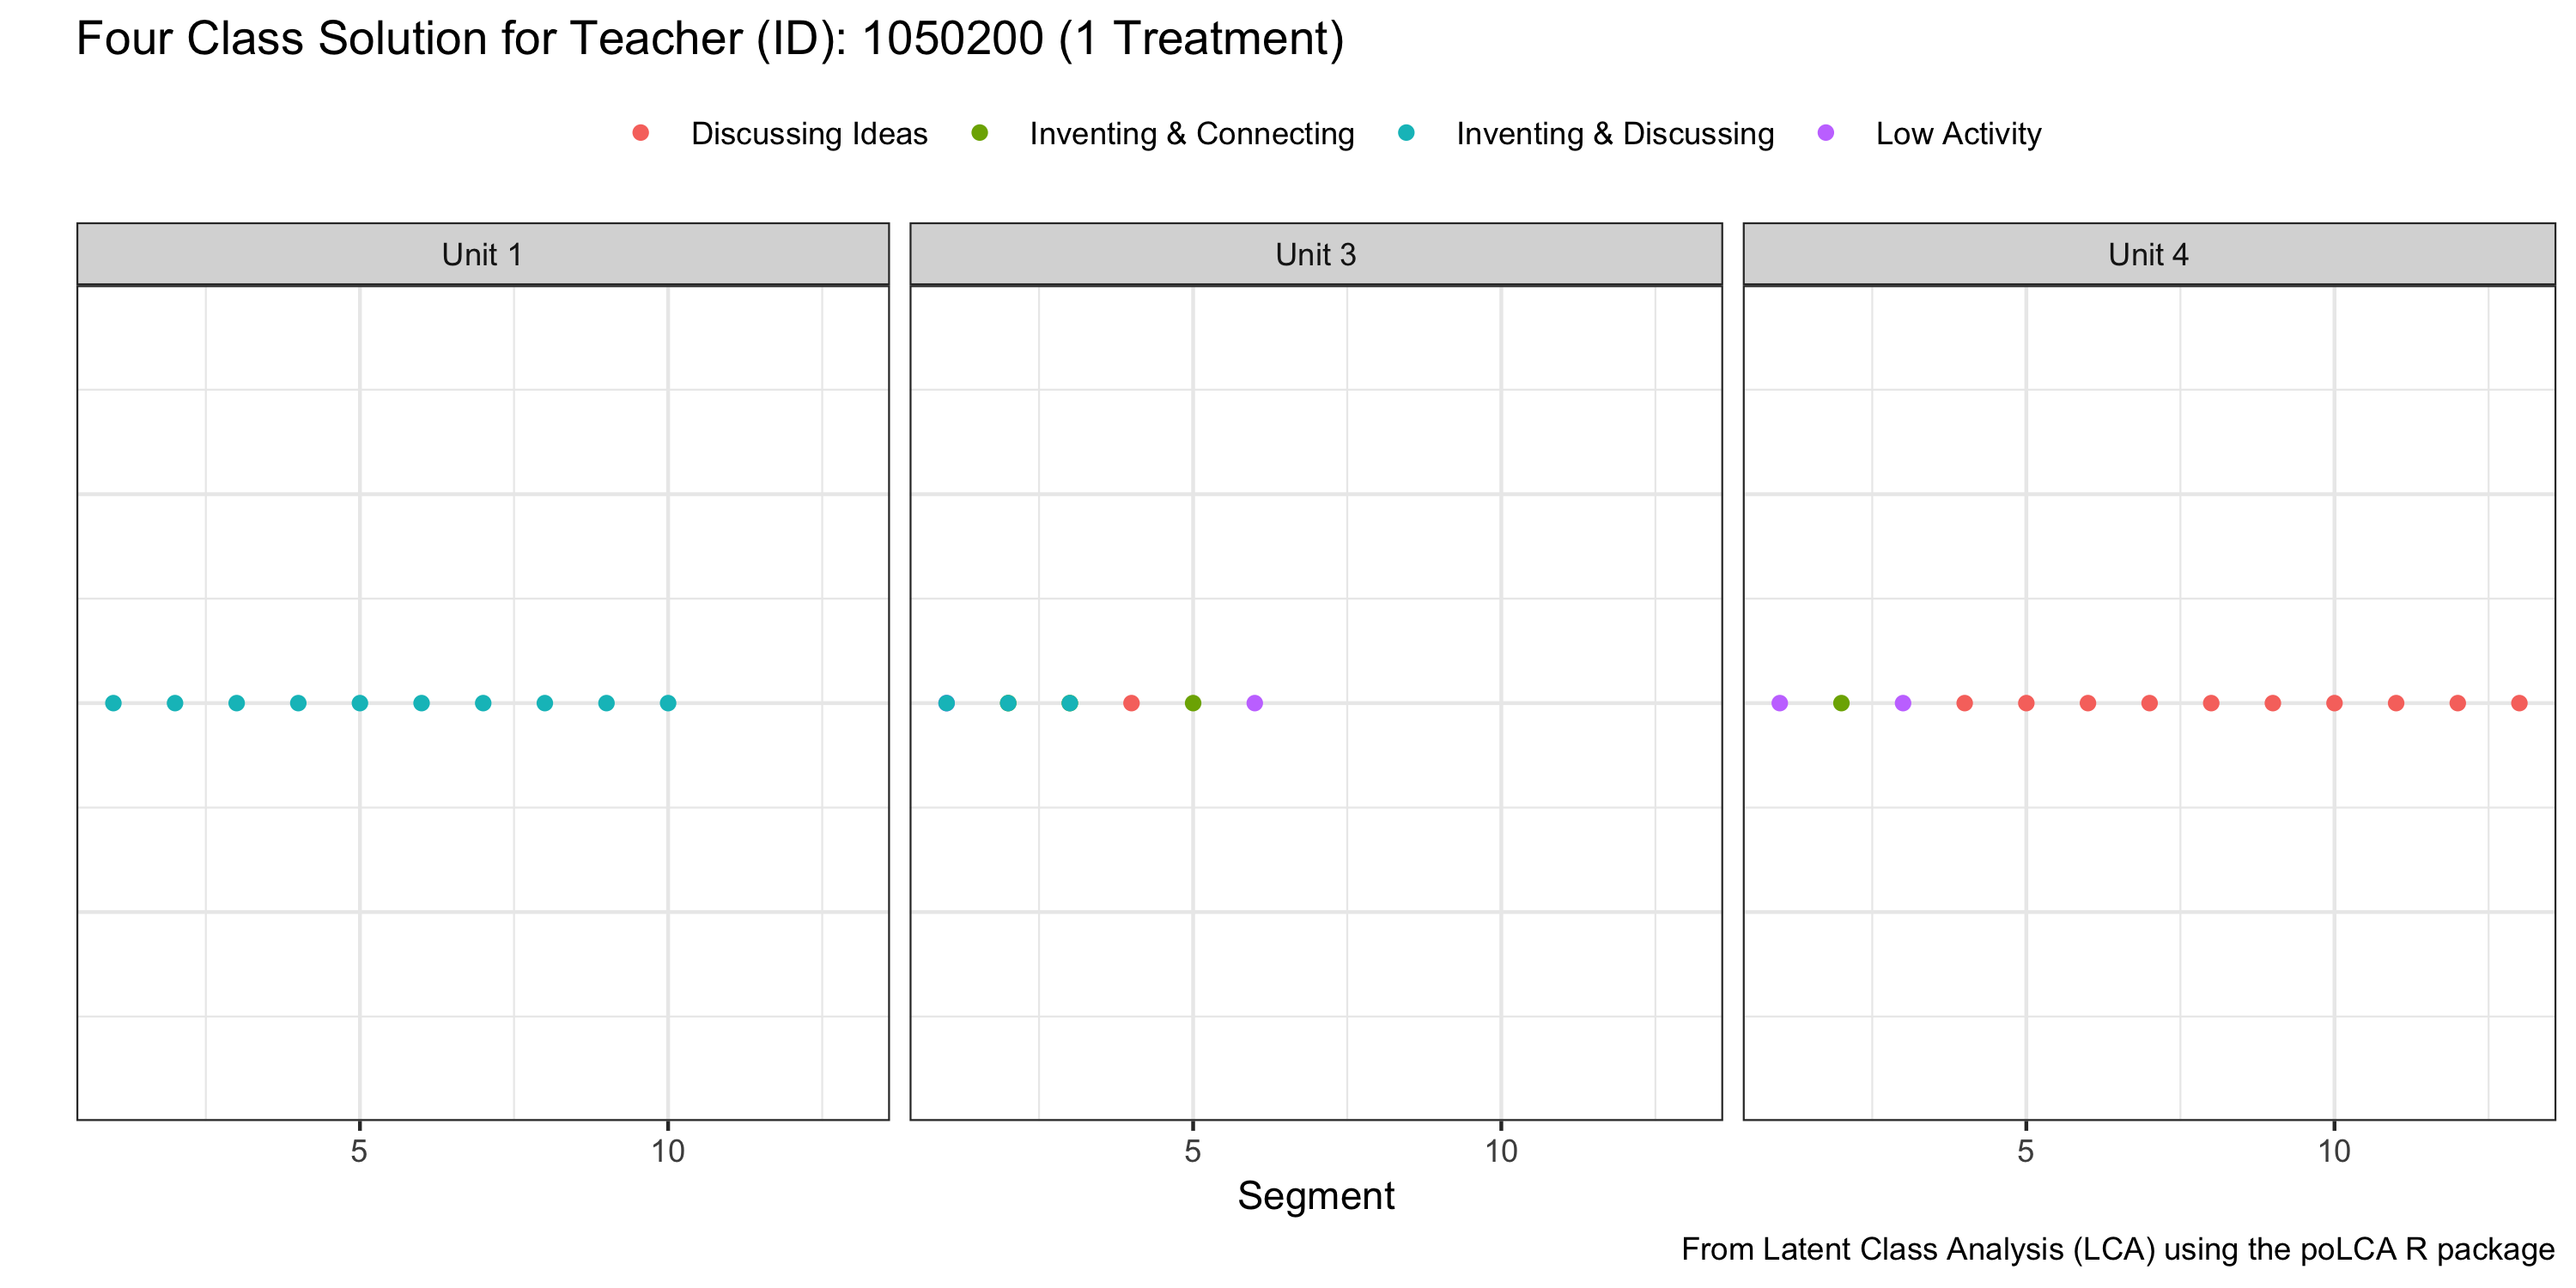 Four Class Solution for Teacher (ID): 1050200 (1 Treatment)
Discussing Ideas Inventing & Connecting Inventing & Discussing Low Activity
Unit 1 Unit 3 Unit 4
5 10 5 10 5 10
Segment
From Latent Class Analysis (LCA) using the poLCA R package